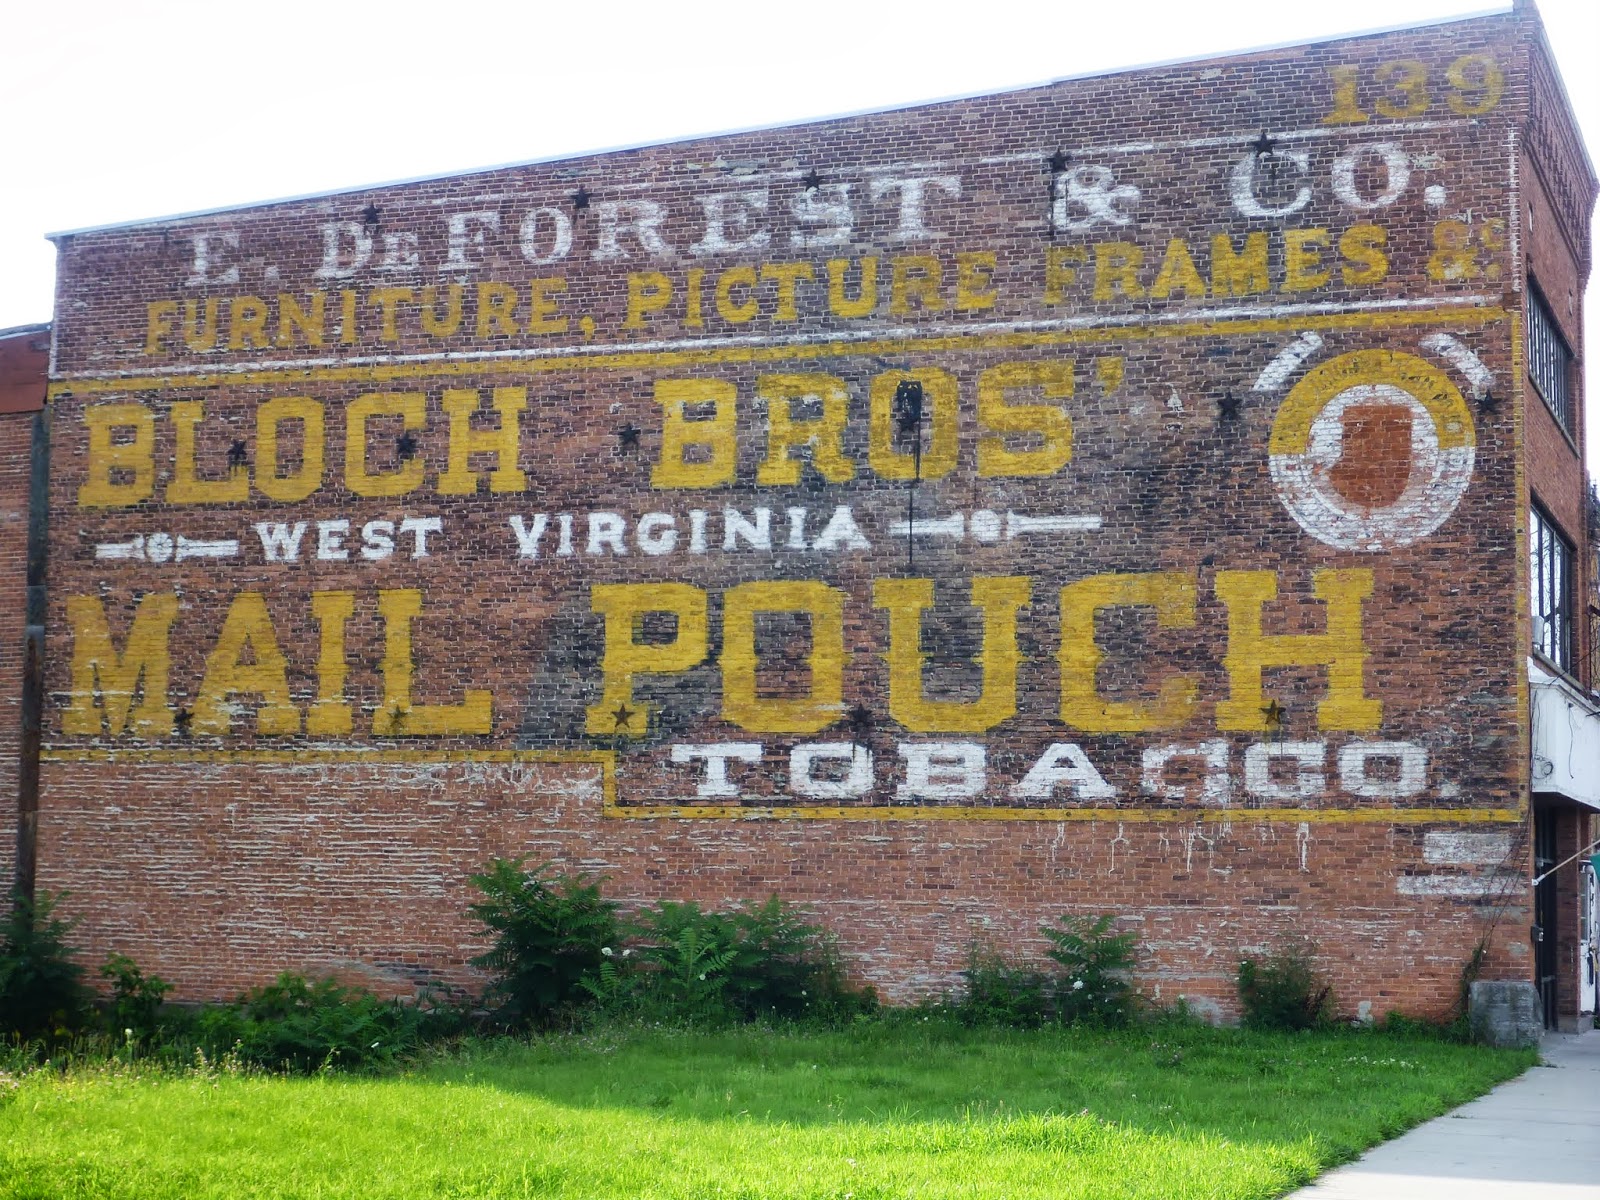 139
E. DeFOREST & CO.
FURNITURE, PICTURE FRAMES &c
BLOCH BROS'
WEST VIRGINIA
MAIL POUCH
TOBACCO.